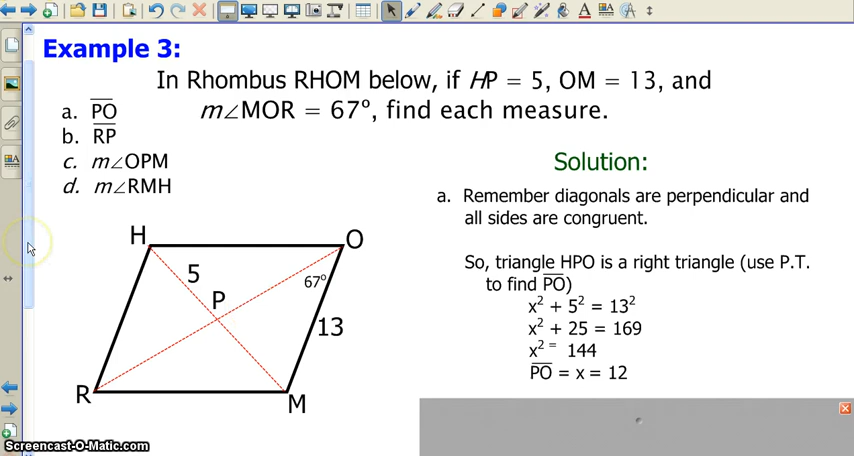 Example 3:
In Rhombus RHOM below, if HP = 5, OM = 13, and
m∠MOR = 67°, find each measure.
a. PO
b. RP
c. m∠OPM
d. m∠RMH
Solution:
a. Remember diagonals are perpendicular and
all sides are congruent.
So, triangle HPO is a right triangle (use P.T.
to find PO)
x² + 5² = 13²
x² + 25 = 169
x² = 144
PO = x = 12
H
O
5
67°
P
13
R
M
Screencast-O-Matic.com